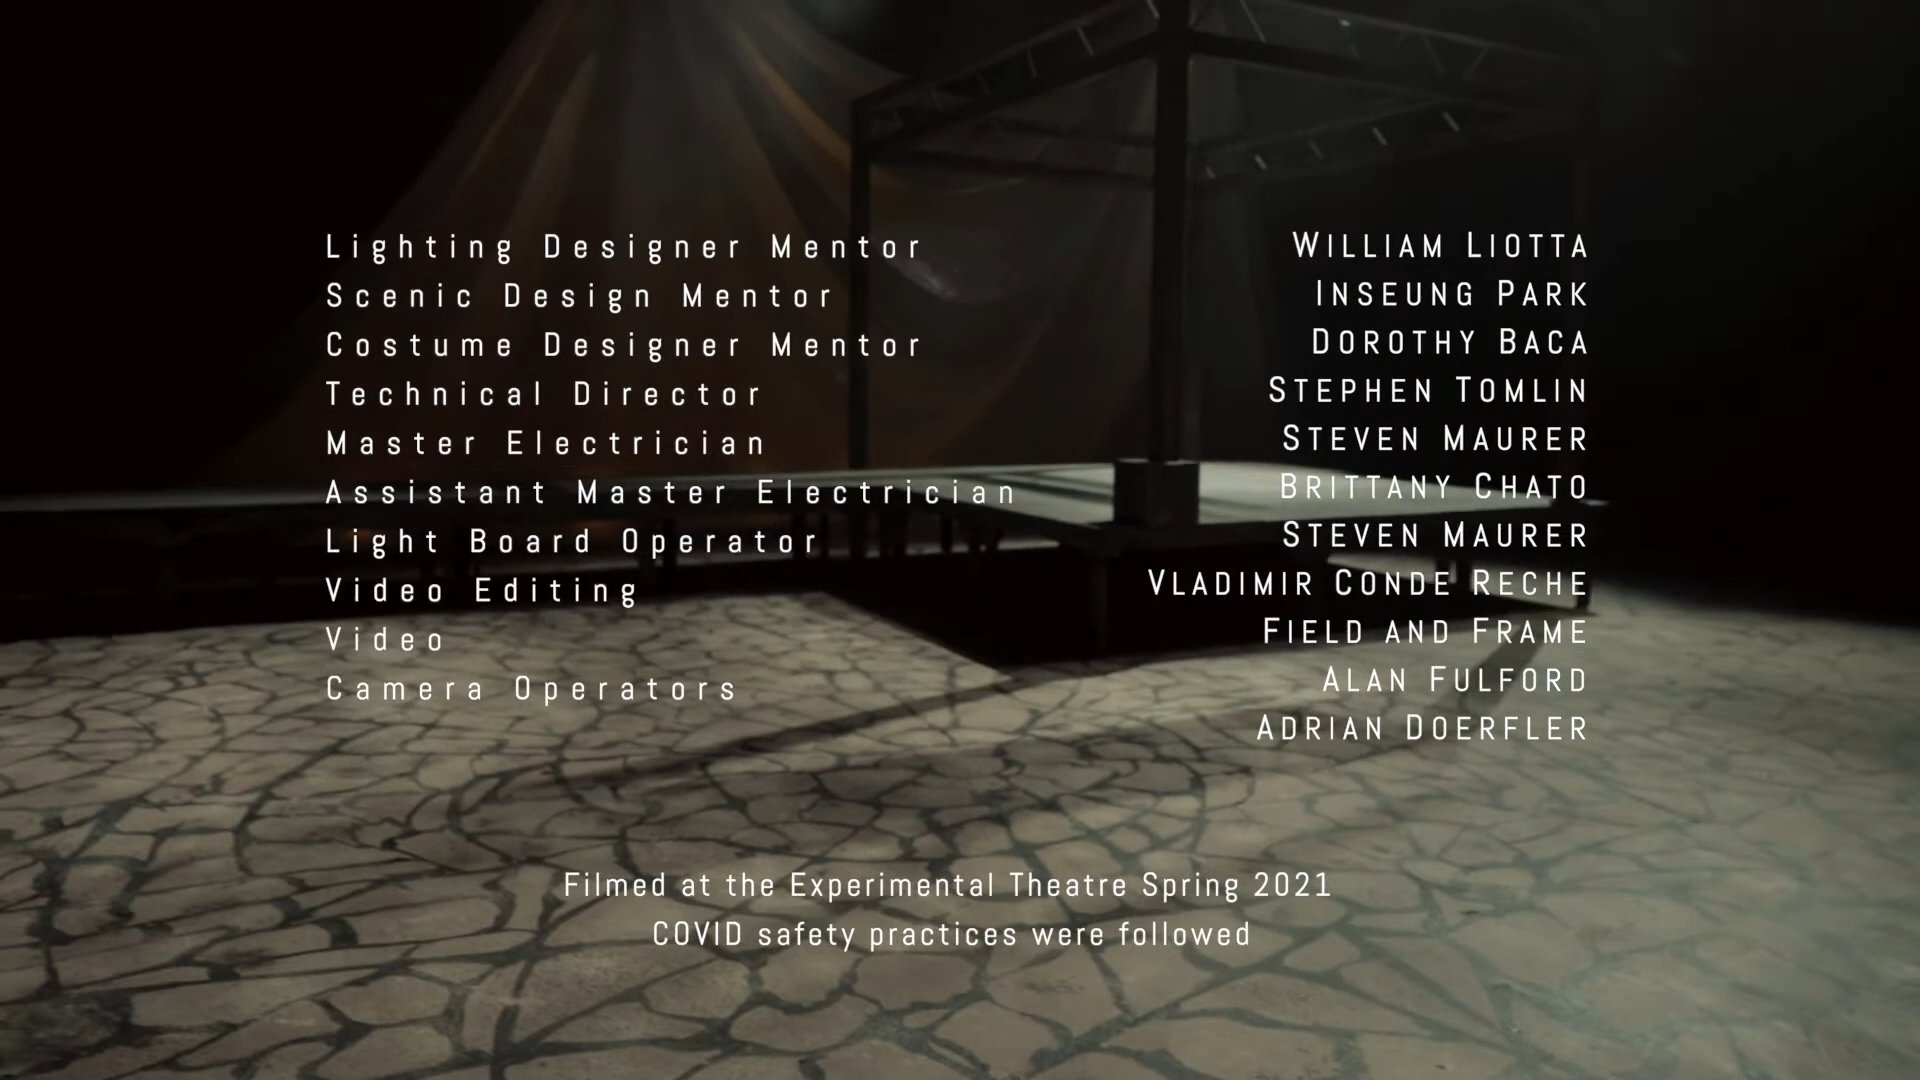 Lighting Designer Mentor WILLIAM LIOTTA
Scenic Design Mentor INSEUNG PARK
Costume Designer Mentor DOROTHY BACA
Technical Director STEPHEN TOMLIN
Master Electrician STEVEN MAURER
Assistant Master Electrician BRITTANY CHATO
Light Board Operator STEVEN MAURER
Video Editing VLADIMIR CONDE RECHE
Video FIELD AND FRAME
Camera Operators ALAN FULFORD
ADRIAN DOERFLER
Filmed at the Experimental Theatre Spring 2021
COVID safety practices were followed